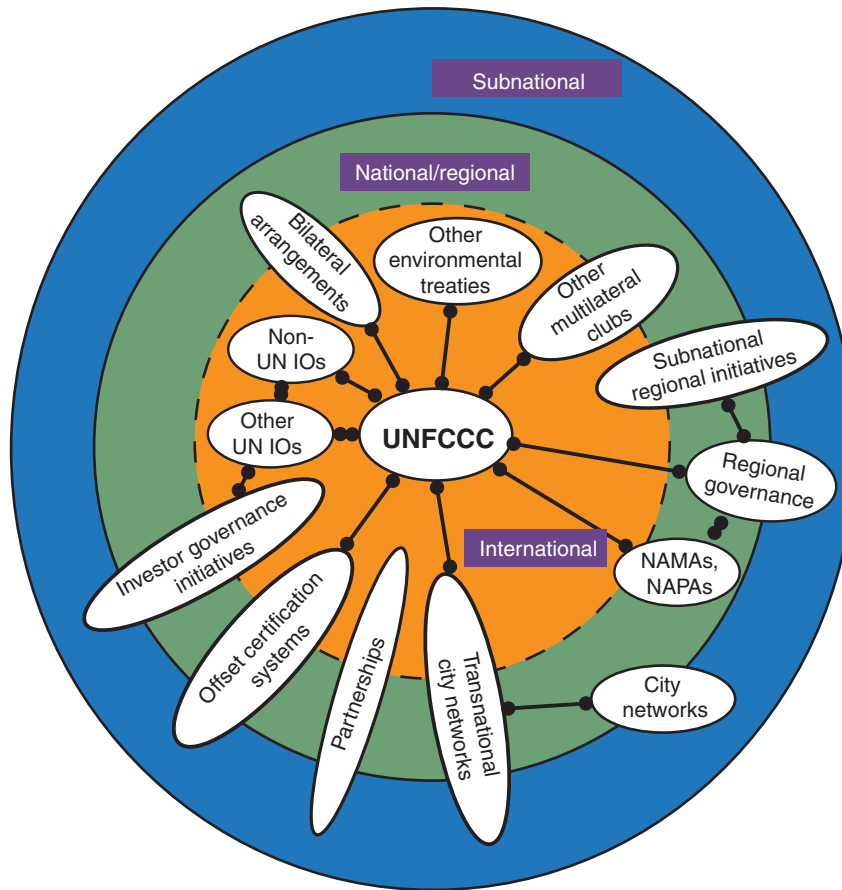 Subnational
National/regional
Bilateral
arrangements
Other
environmental
treaties
Other
multilateral
clubs
Non-
UN IOs
Subnational
regional initiatives
Other
UN IOs
UNFCCC
Regional
governance
Investor governance
initiatives
International
NAMAs,
NAPAs
Offset certification
systems
Partnerships
Transnational
city networks
City
networks